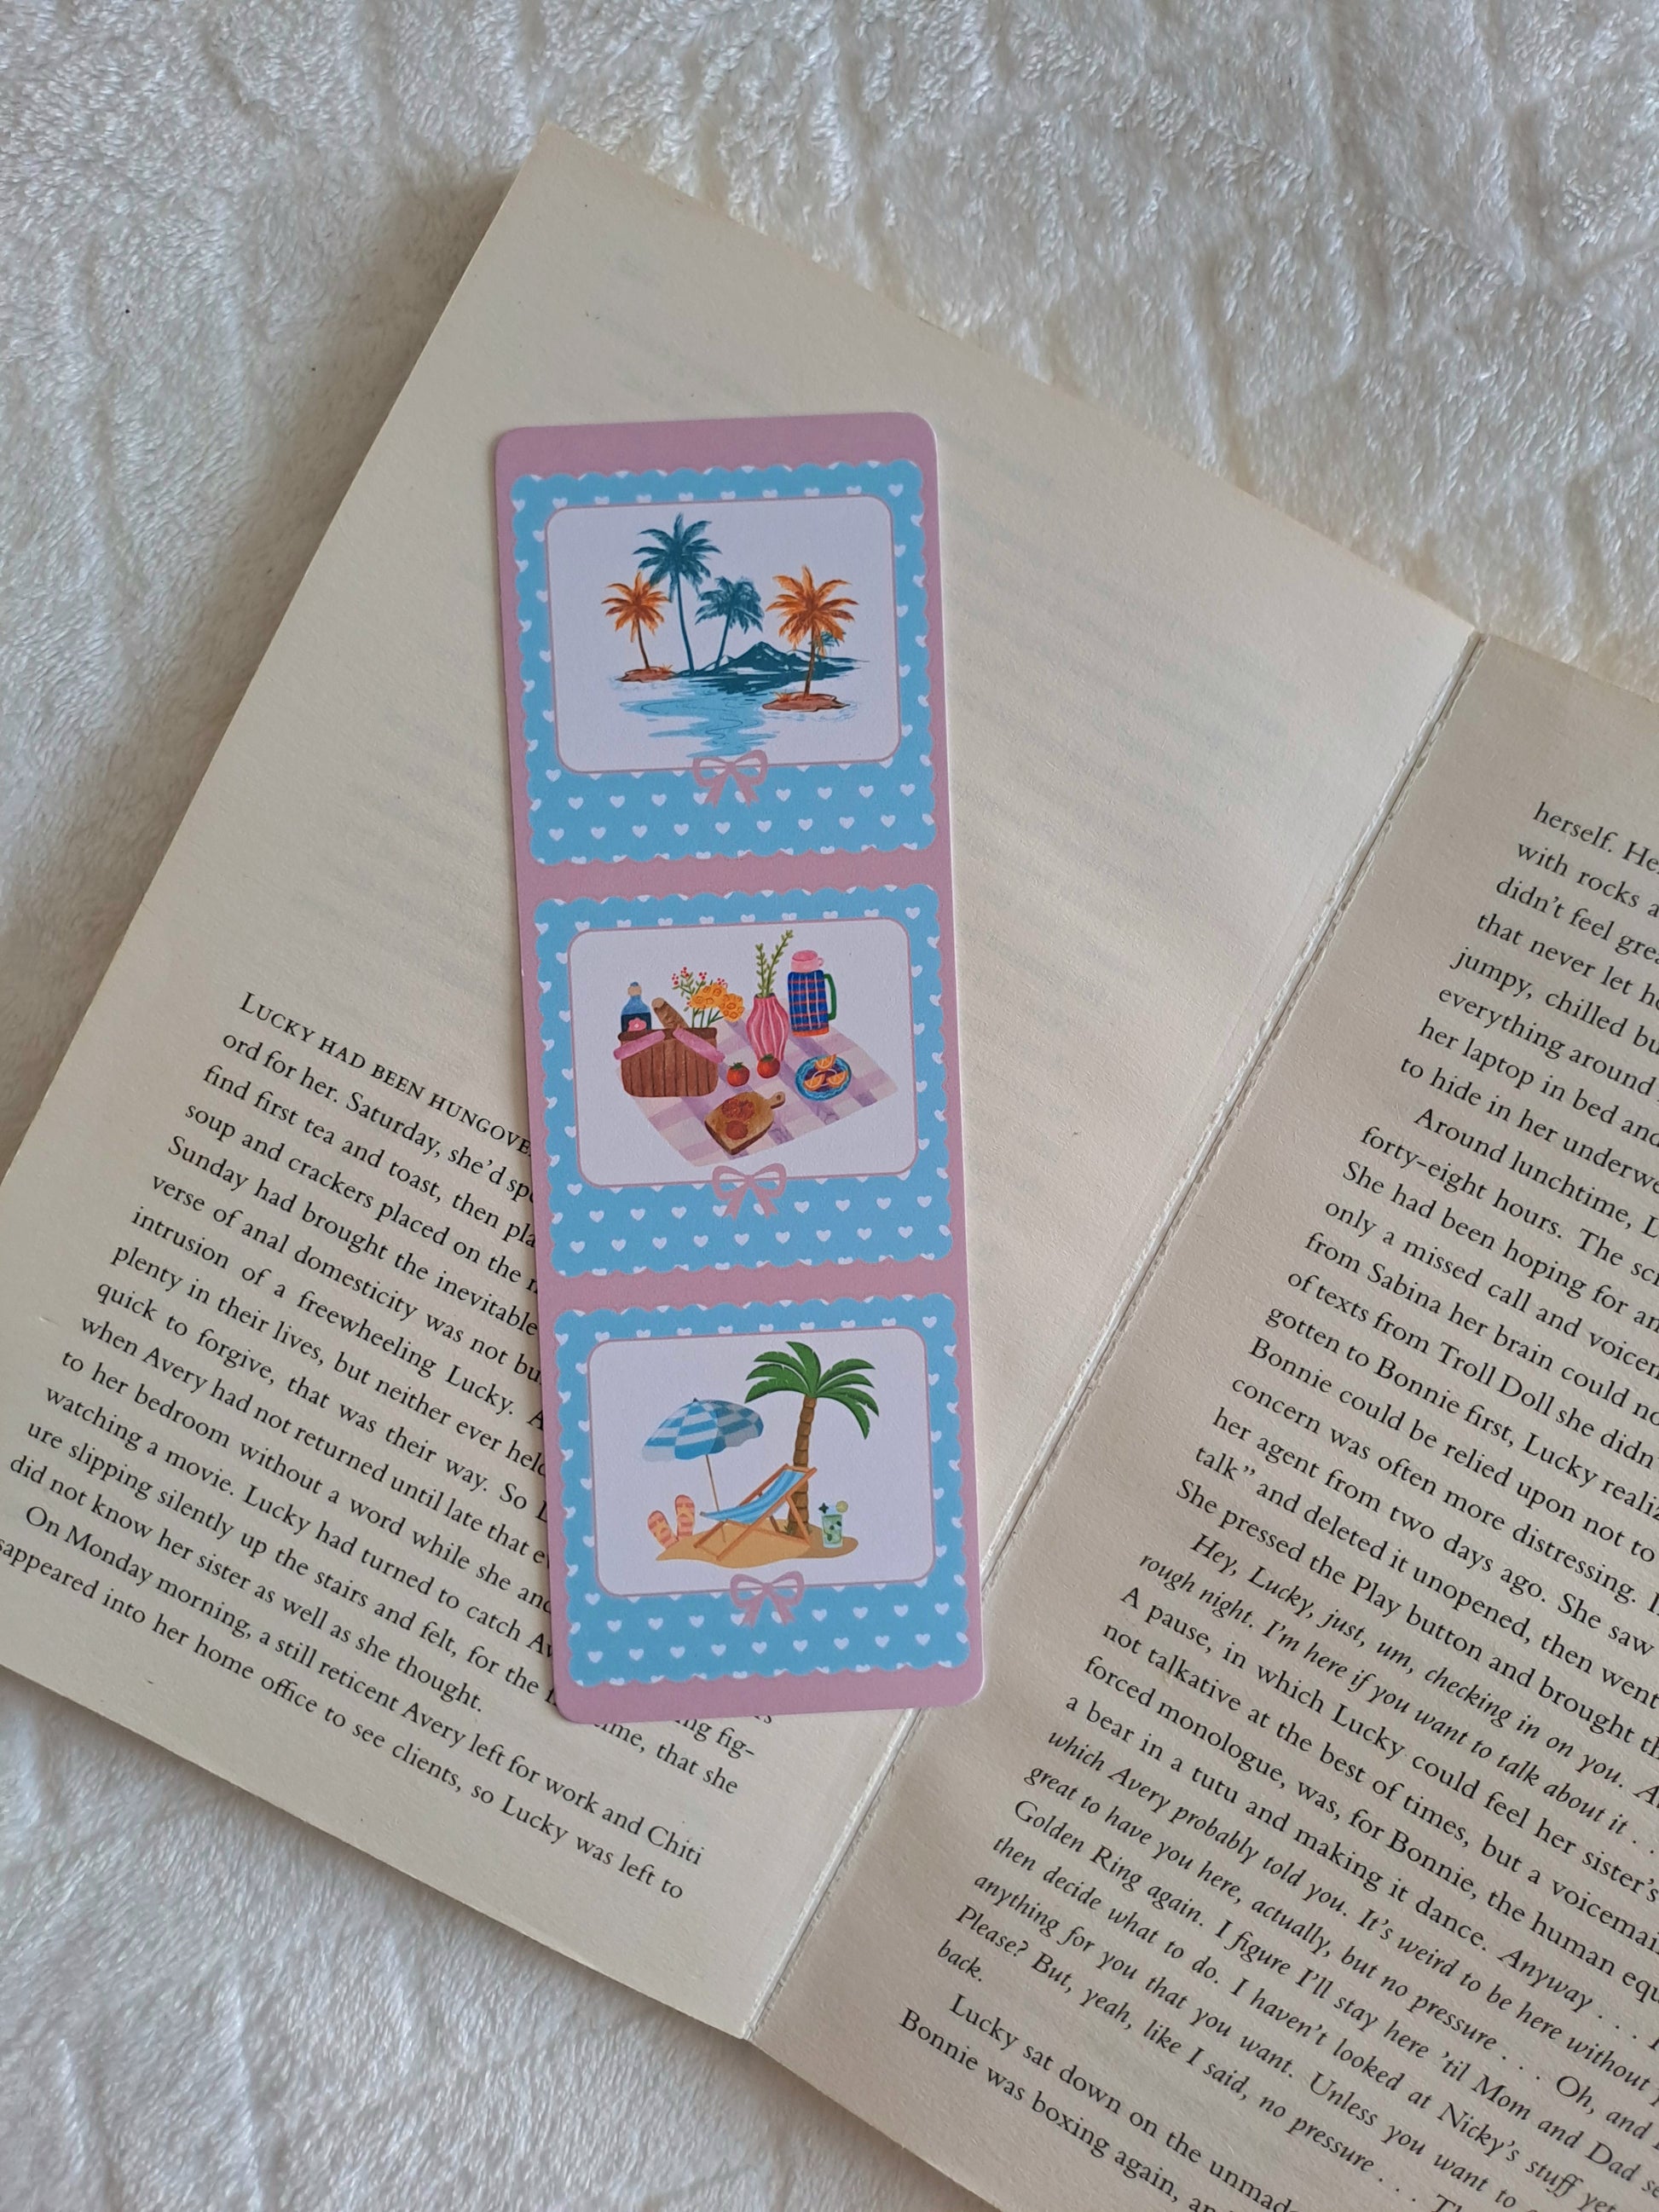 LUCKY HAD BEEN HUNGOVE
ord for her. Saturday, she'd
find first tea and toast, then
soup and crackers placed on the
Sunday had brought the inevitable
verse of anal domesticity was not
intrusion of a freewheeling Lucky.
plenty in their lives, but neither ever
quick to forgive, that was their way. So
when Avery had not returned until late that
to her bedroom without a word while she
watching a movie. Lucky had turned to catch
ure slipping silently up the stairs and felt, for the
ng fig-
did not know her sister as well as she thought.
ime, that she
On Monday morning, a still reticent Avery left for work and Chiti
sappeared into her home office to see clients, so Lucky was left to
herself. He
with rocks a
didn't feel grea
that never let h
jumpy, chilled bu
everything around
her laptop in bed and
to hide in her underwe
Around lunchtime, L
forty-eight hours. The sc
She had been hoping for an
only a missed call and voicem
from Sabina her brain could no
of texts from Troll Doll she didn'
gotten to Bonnie first, Lucky realiz
Bonnie could be relied upon not to
concern was often more distressing. I
her agent from two days ago. She saw
talk" and deleted it unopened, then went
She pressed the Play button and brought th
Hey, Lucky, just, um, checking in on you. A
rough night. I'm here if you want to talk about it . .
A pause, in which Lucky could feel her sister's
not talkative at the best of times, but a voicemai
forced monologue, was, for Bonnie, the human equ
a bear in a tutu and making it dance. Anyway . . .
which Avery probably told you. It's weird to be here without
great to have you here, actually, but no pressure . . . Oh, and
Golden Ring again. I figure I'll stay here 'til Mom and Dad se
then decide what to do. I haven't looked at Nicky's stuff yet
anything for you that you want. Unless you want to
Please? But, yeah, like I said, no pressure . . .
back.
Lucky sat down on the unmad
Bonnie was boxing again, an